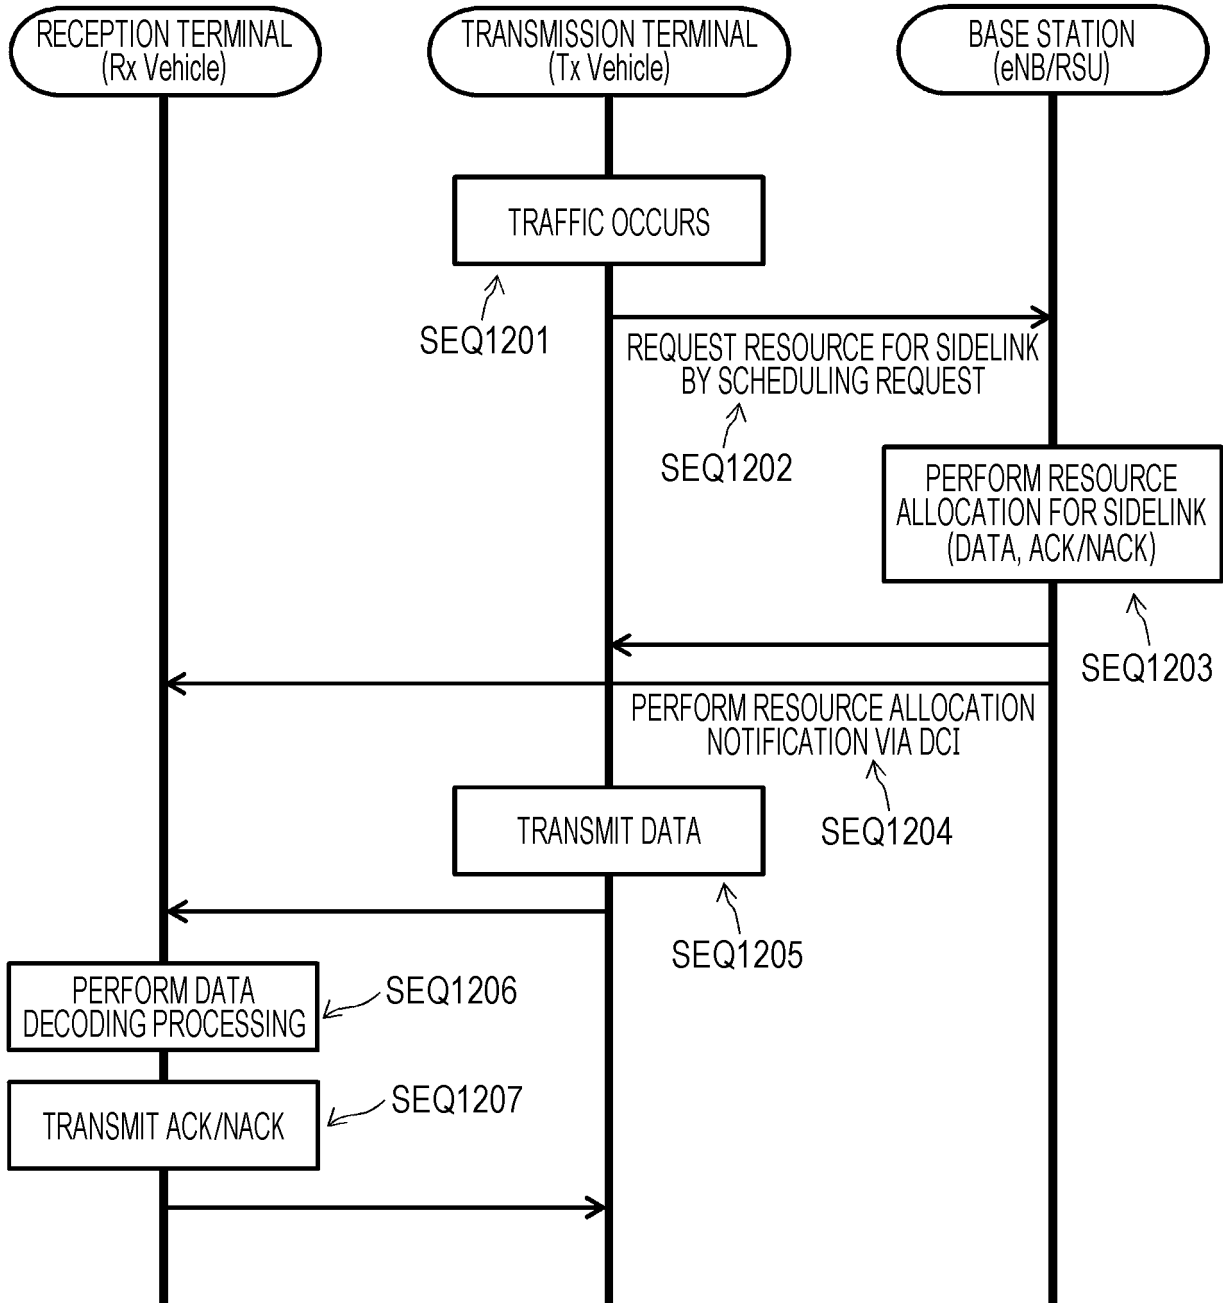 RECEPTION TERMINAL
(Rx Vehicle)
TRANSMISSION TERMINAL
(Tx Vehicle)
BASE STATION
(eNB/RSU)
TRAFFIC OCCURS
SEQ1201
REQUEST RESOURCE FOR SIDELINK
BY SCHEDULING REQUEST
SEQ1202
PERFORM RESOURCE
ALLOCATION FOR SIDELINK
(DATA, ACK/NACK)
SEQ1203
PERFORM RESOURCE ALLOCATION
NOTIFICATION VIA DCI
SEQ1204
TRANSMIT DATA
SEQ1205
PERFORM DATA
DECODING PROCESSING
SEQ1206
TRANSMIT ACK/NACK
SEQ1207